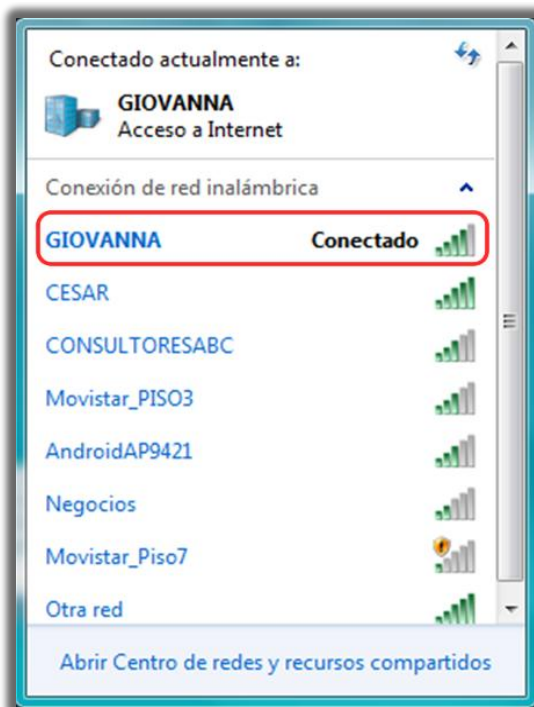 Conectado actualmente a:
GIOVANNA
Acceso a Internet
Conexión de red inalámbrica
GIOVANNA Conectado
CESAR
CONSULTORESABC
Movistar_PISO3
AndroidAP9421
Negocios
Movistar_Piso7
Otra red
Abrir Centro de redes y recursos compartidos